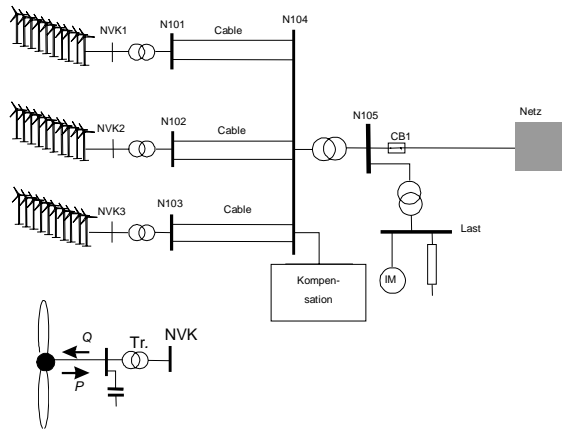 NVK1
N101
Cable
N104
NVK2
N102
Cable
N105
CB1
Netz
NVK3
N103
Cable
Last
IM
Kompen-
sation
Q
P
Tr.
NVK